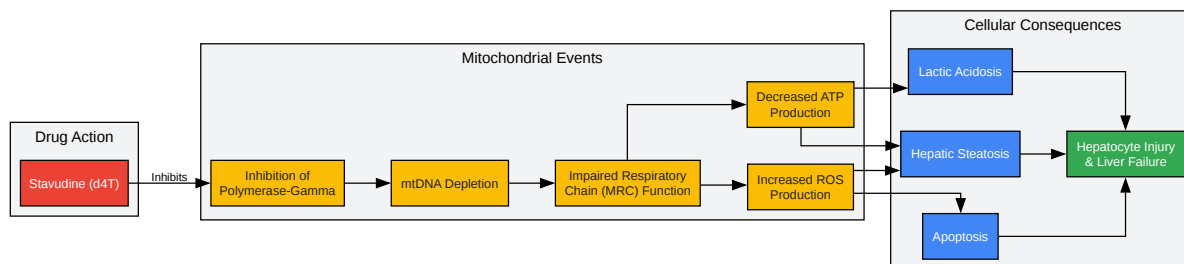 Drug Action
Stavudine (d4T)
Inhibits
Mitochondrial Events
Inhibition of
Polymerase-Gamma
mtDNA Depletion
Impaired Respiratory
Chain (MRC) Function
Decreased ATP
Production
Increased ROS
Production
Cellular Consequences
Lactic Acidosis
Hepatic Steatosis
Apoptosis
Hepatocyte Injury
& Liver Failure